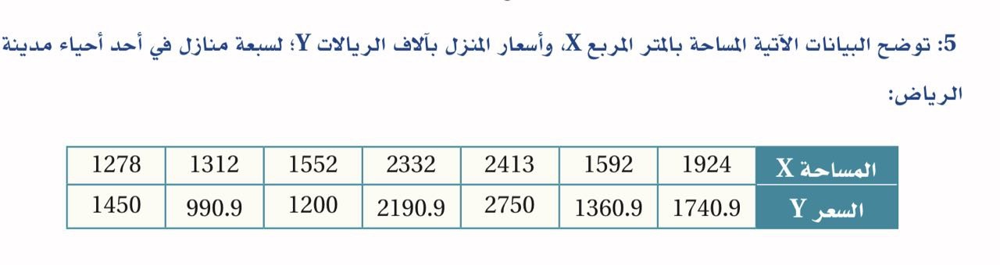 5: توضح البيانات الآتية المساحة بالمتر المربع X، وأسعار المنزل بآلاف الريالات Y؛ لسبعة منازل في أحد أحياء مدينة
الرياض:
المساحة X 1924 1592 2413 2332 1552 1312 1278
السعر Y 1740.9 1360.9 2750 2190.9 1200 990.9 1450